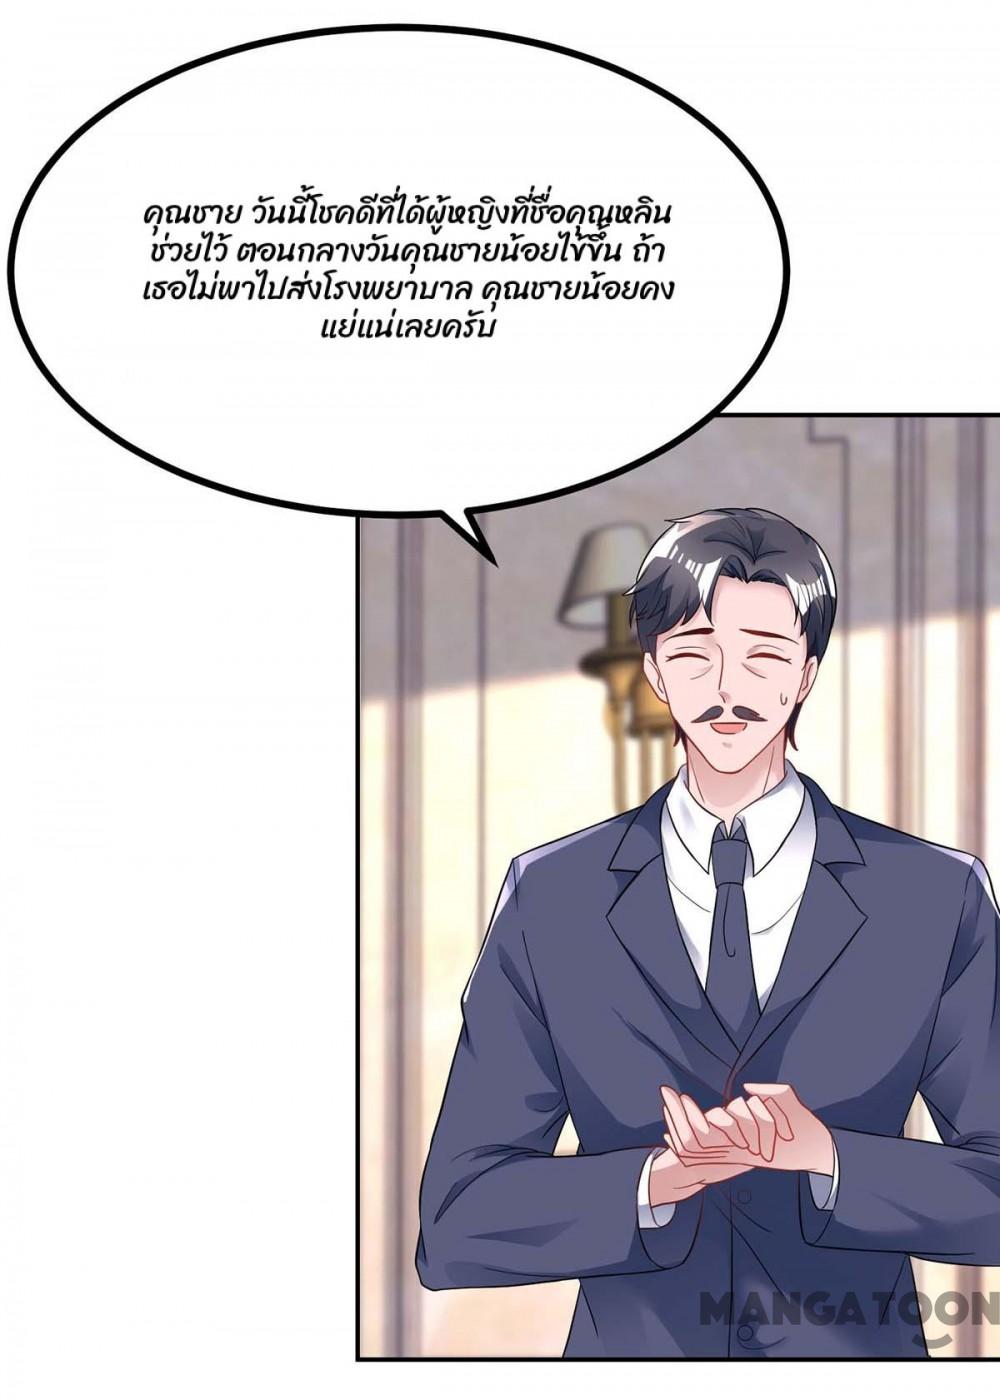 คุณชาย วันนี้โชคดีที่ได้ผู้หญิงที่ชื่อคุณหลิน
ช่วยไว้ ตอนกลางวันคุณชายน้อยไข้ขึ้น ถ้า
เธอไม่พาไปส่งโรงพยาบาล คุณชายน้อยคง
แย่แน่เลยครับ
MANGATOON